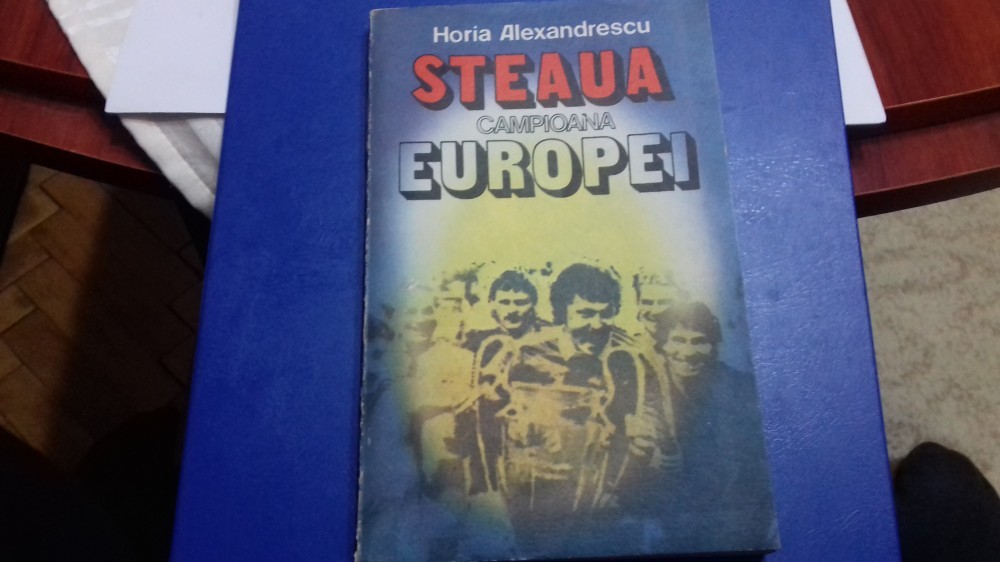 Horia Alexandrescu
STEAUA
CAMPIOANA
EUROPEI